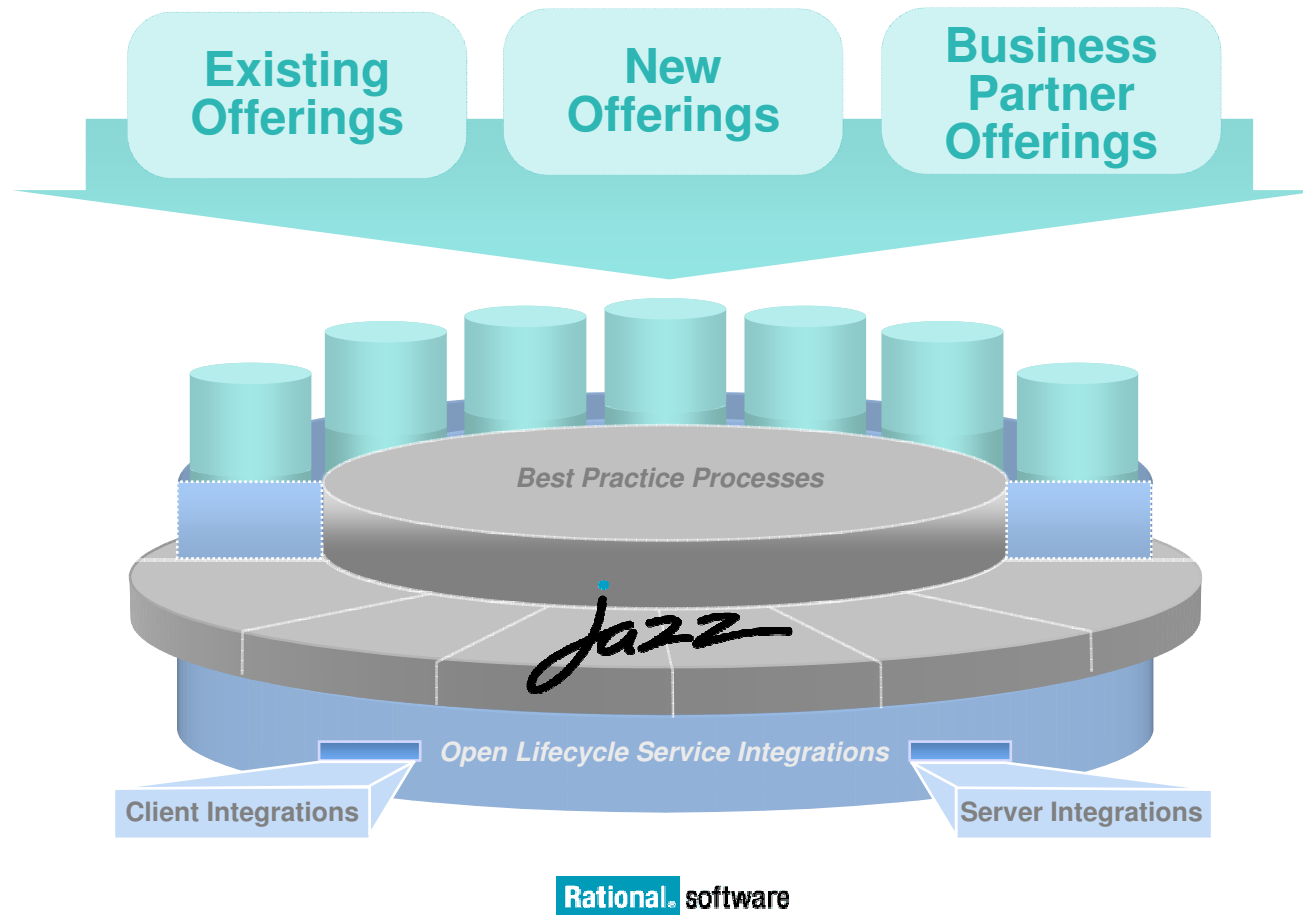 Existing
Offerings
New
Offerings
Business
Partner
Offerings
Best Practice Processes
jazz
Open Lifecycle Service Integrations
Client Integrations
Server Integrations
Rational. software